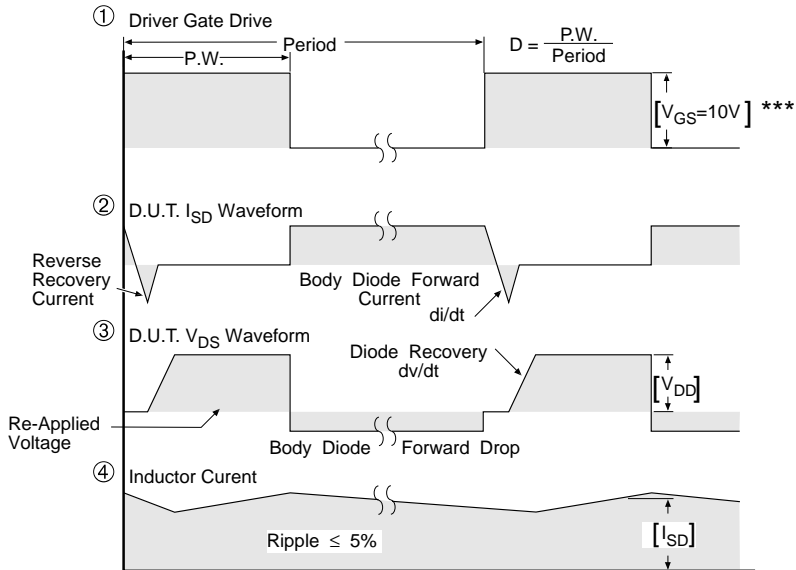 ① Driver Gate Drive
Period
P.W.
D = P.W. / Period
[VGS=10V] ***
② D.U.T. ISD Waveform
Reverse
Recovery
Current
Body Diode Forward
Current
di/dt
③ D.U.T. VDS Waveform
Diode Recovery
dv/dt
[VDD]
Re-Applied
Voltage
Body Diode Forward Drop
④ Inductor Curent
Ripple ≤ 5%
[ISD]